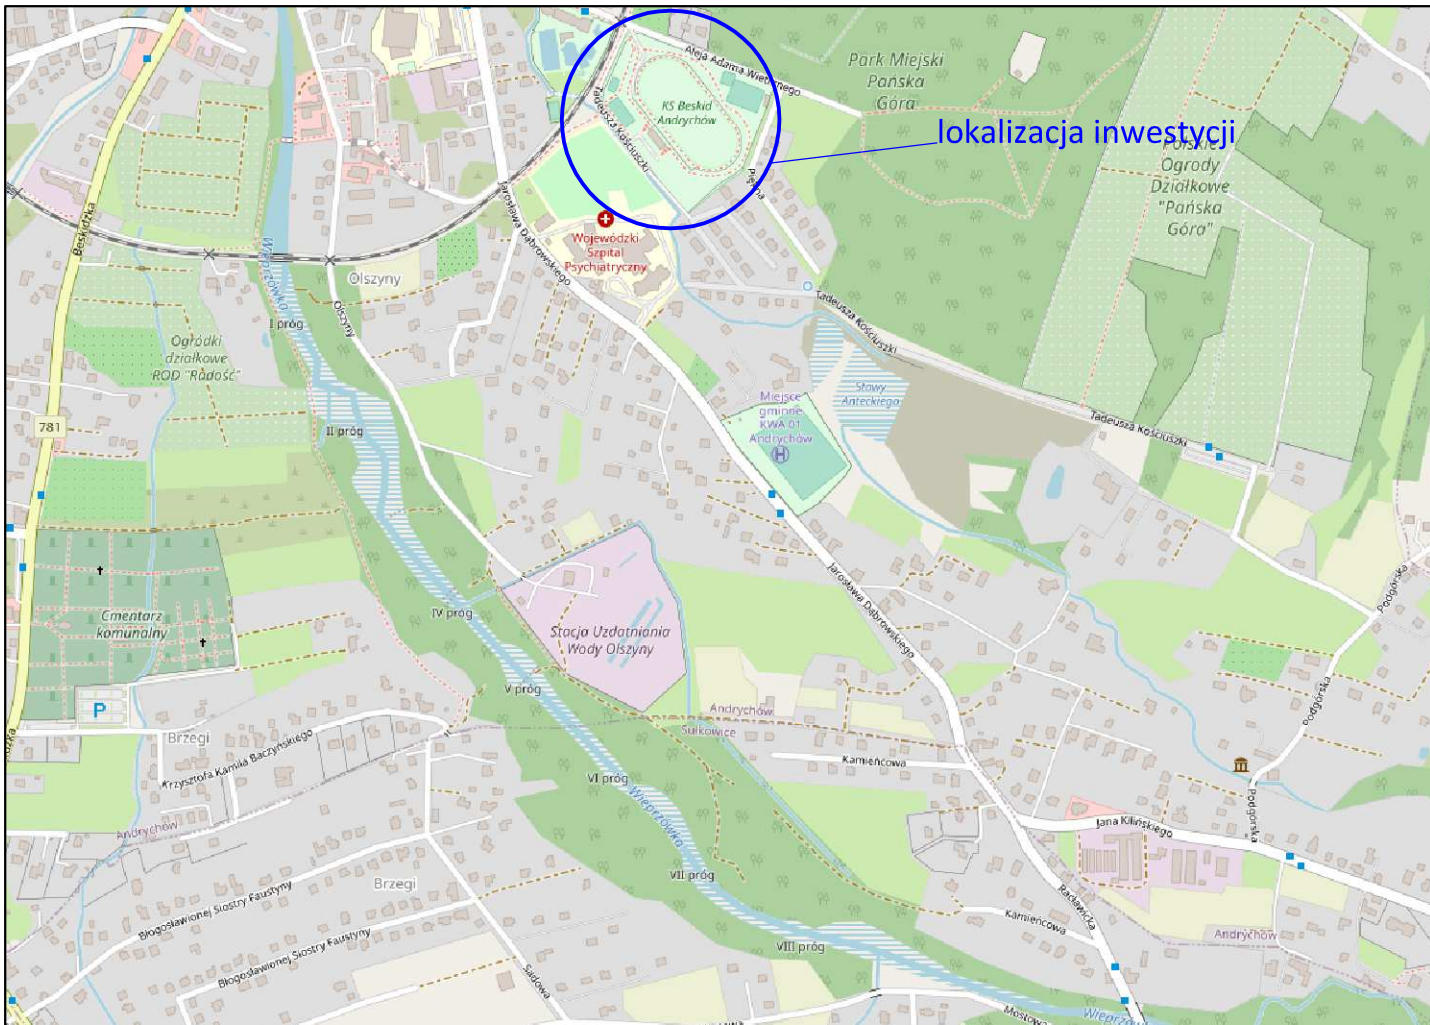 Aleja Adama Wietrznego
Park Miejski
Pańska
Góra
KS Beskid
Andrychów
lokalizacja inwestycji
Polskie
Ogrody
Działkowe
"Pańska
Góra"
Tadeusza Kościuszki
Piękna
Jarosława Dąbrowskiego
Wojewódzki
Szpital
Psychiatryczny
Beskidzka
Wieprzówka
Olszyny
Olszyny
Tadeusza Kościuszki
I próg
Ogródki
działkowe
ROD "Radość"
Stawy
Anteckiego
Miejsce
gminne
KWA 01
Andrychów
H
Tadeusza Kościuszki
781
II próg
Jarosława Dąbrowskiego
Podgórska
IV próg
Cmentarz
komunalny
Stacja Uzdatniania
Wody Olszyny
V próg
Podgórska
P
Andrychów
Sułkowice
Brzegi
Krzysztofa Kamila Baczyńskiego
Kamieńcowa
VI próg
Wieprzówka
Podgórska
Jana Kilińskiego
Andrychów
VII próg
Brzegi
Błogosławionej Siostry Faustyny
Racławicka
Kamieńcowa
Andrychów
VIII próg
Błogosławionej Siostry Faustyny
Sadowa
Mostowa